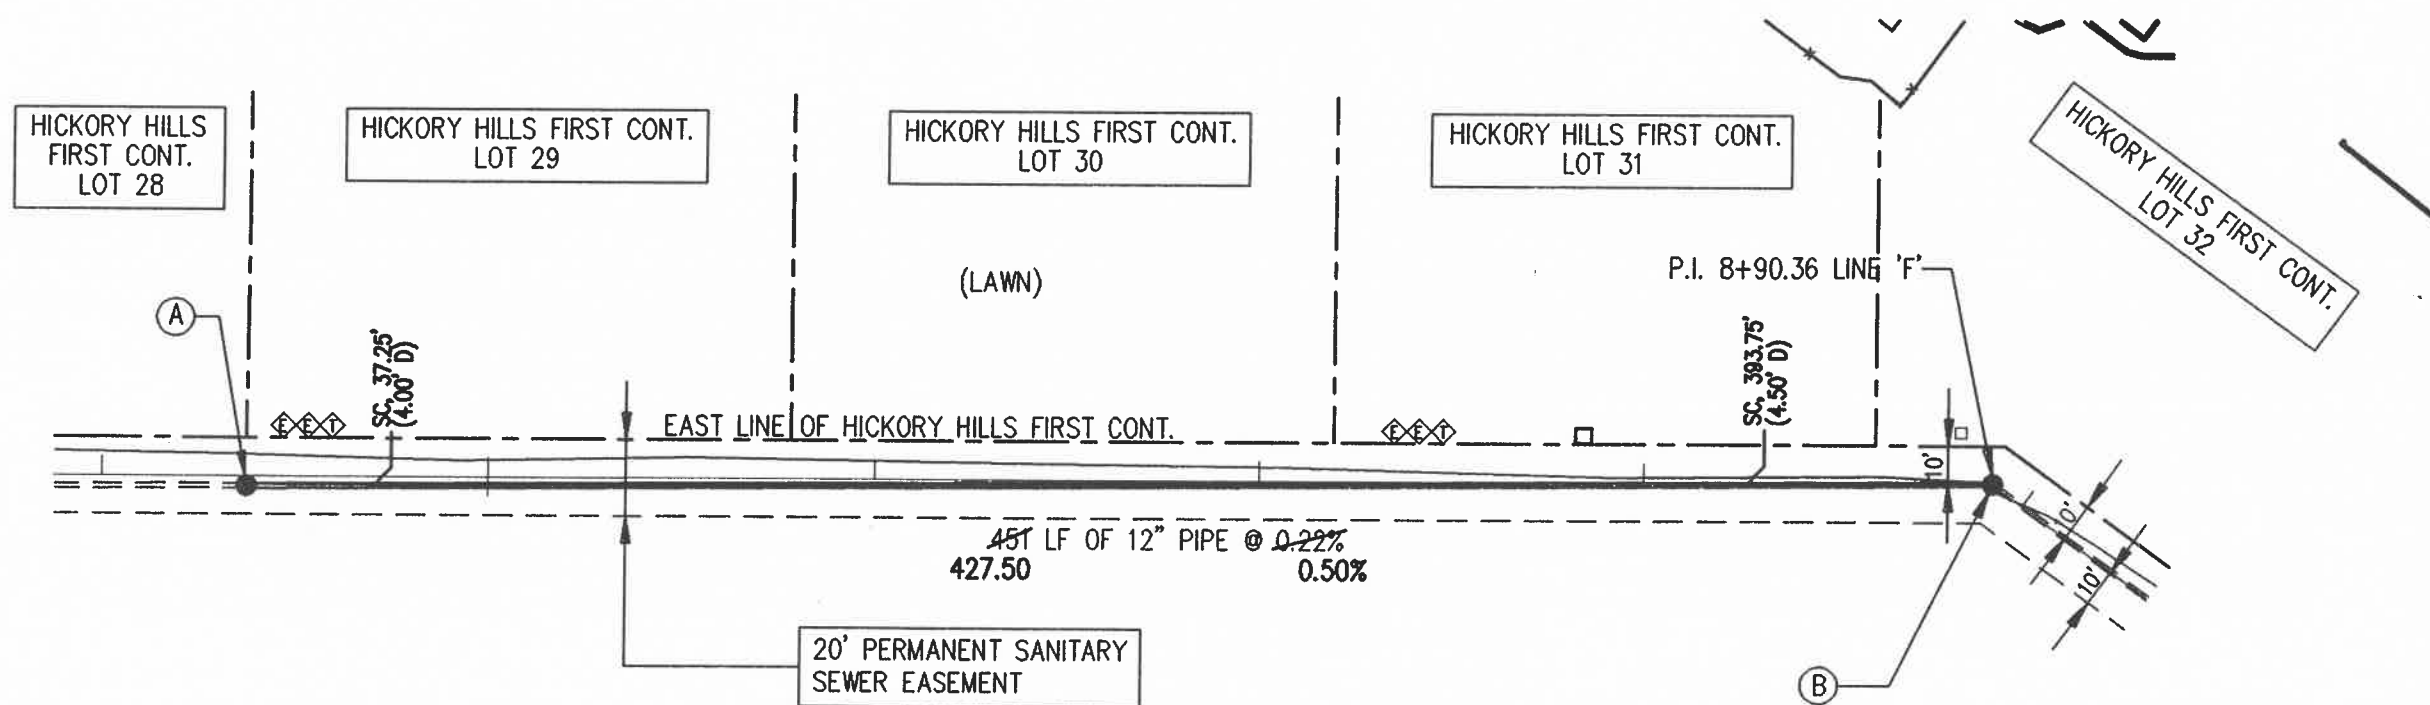 HICKORY HILLS
FIRST CONT.
LOT 28
HICKORY HILLS FIRST CONT.
LOT 29
HICKORY HILLS FIRST CONT.
LOT 30
HICKORY HILLS FIRST CONT.
LOT 31
HICKORY HILLS FIRST CONT.
LOT 32
(LAWN)
P.I. 8+90.36 LINE 'F'
A
SC, 37.25'
(4.00' D)
SC, 393.75'
(4.50' D)
E E T
EAST LINE OF HICKORY HILLS FIRST CONT.
E E T
10'
0'
10'
451 LF OF 12" PIPE @ 0.22%
427.50 0.50%
20' PERMANENT SANITARY
SEWER EASEMENT
B